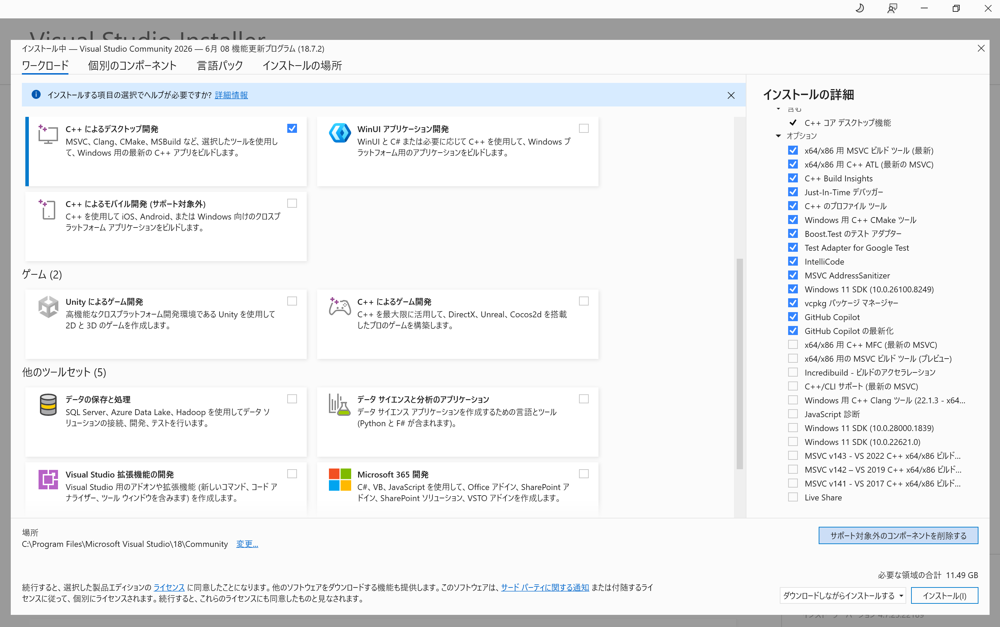 Visual Studio Installer
インストール中 — Visual Studio Community 2026 — 6月 08 機能更新プログラム (18.7.2)
ワークロード
個別のコンポーネント
言語パック
インストールの場所
インストールする項目の選択でヘルプが必要ですか? 詳細情報
C++ によるデスクトップ開発
MSVC、Clang、CMake、MSBuild など、選択したツールを使用し
て、Windows 用の最新の C++ アプリをビルドします。
WinUI アプリケーション開発
WinUI と C# または必要に応じて C++ を使用して、Windows プ
ラットフォーム用のアプリケーションをビルドします。
C++ によるモバイル開発 (サポート対象外)
C++ を使用して iOS、Android、または Windows 向けのクロスプ
ラットフォーム アプリケーションをビルドします。
ゲーム (2)
Unity によるゲーム開発
高機能なクロスプラットフォーム開発環境である Unity を使用して
2D と 3D のゲームを作成します。
C++ によるゲーム開発
C++ を最大限に活用して、DirectX、Unreal、Cocos2d を搭載
したプロのゲームを構築します。
他のツールセット (5)
データの保存と処理
SQL Server、Azure Data Lake、Hadoop を使用してデータ ソ
リューションの接続、開発、テストを行います。
データ サイエンスと分析のアプリケーション
データ サイエンス アプリケーションを作成するための言語とツール
(Python と F# が含まれます)。
Visual Studio 拡張機能の開発
Visual Studio 用のアドオンや拡張機能 (新しいコマンド、コード ア
ナライザー、ツール ウィンドウを含みます) を作成します。
Microsoft 365 開発
C#、VB、JavaScript を使用して、Office アドイン、SharePoint ア
ドイン、SharePoint ソリューション、VSTO アドインを作成します。
インストールの詳細
含む
C++ コア デスクトップ機能
オプション
x64/x86 用 MSVC ビルド ツール (最新)
x64/x86 用 C++ ATL (最新の MSVC)
C++ Build Insights
Just-In-Time デバッガー
C++ のプロファイル ツール
Windows 用 C++ CMake ツール
Boost.Test のテスト アダプター
Test Adapter for Google Test
IntelliCode
MSVC AddressSanitizer
Windows 11 SDK (10.0.26100.8249)
vcpkg パッケージ マネージャー
GitHub Copilot
GitHub Copilot の最新化
x64/x86 用 C++ MFC (最新の MSVC)
x64/x86 用の MSVC ビルド ツール (プレビュー)
Incredibuild - ビルドのアクセラレーション
C++/CLI サポート (最新の MSVC)
Windows 用 C++ Clang ツール (22.1.3 - x64...
JavaScript 診断
Windows 11 SDK (10.0.28000.1839)
Windows 11 SDK (10.0.22621.0)
MSVC v143 - VS 2022 C++ x64/x86 ビルド...
MSVC v142 – VS 2019 C++ x64/x86 ビルド...
MSVC v141 - VS 2017 C++ x64/x86 ビルド...
Live Share
場所
C:\Program Files\Microsoft Visual Studio\18\Community 変更...
サポート対象外のコンポーネントを削除する
必要な領域の合計 11.49 GB
続行すると、選択した製品エディションの ライセンス に同意したことになります。他のソフトウェアをダウンロードする機能も提供します。このソフトウェアは、サード パーティに関する通知 または付随するライ
センスに従って、個別にライセンスされます。続行すると、これらのライセンスにも同意したものと見なされます。
ダウンロードしながらインストールする
インストール(I)